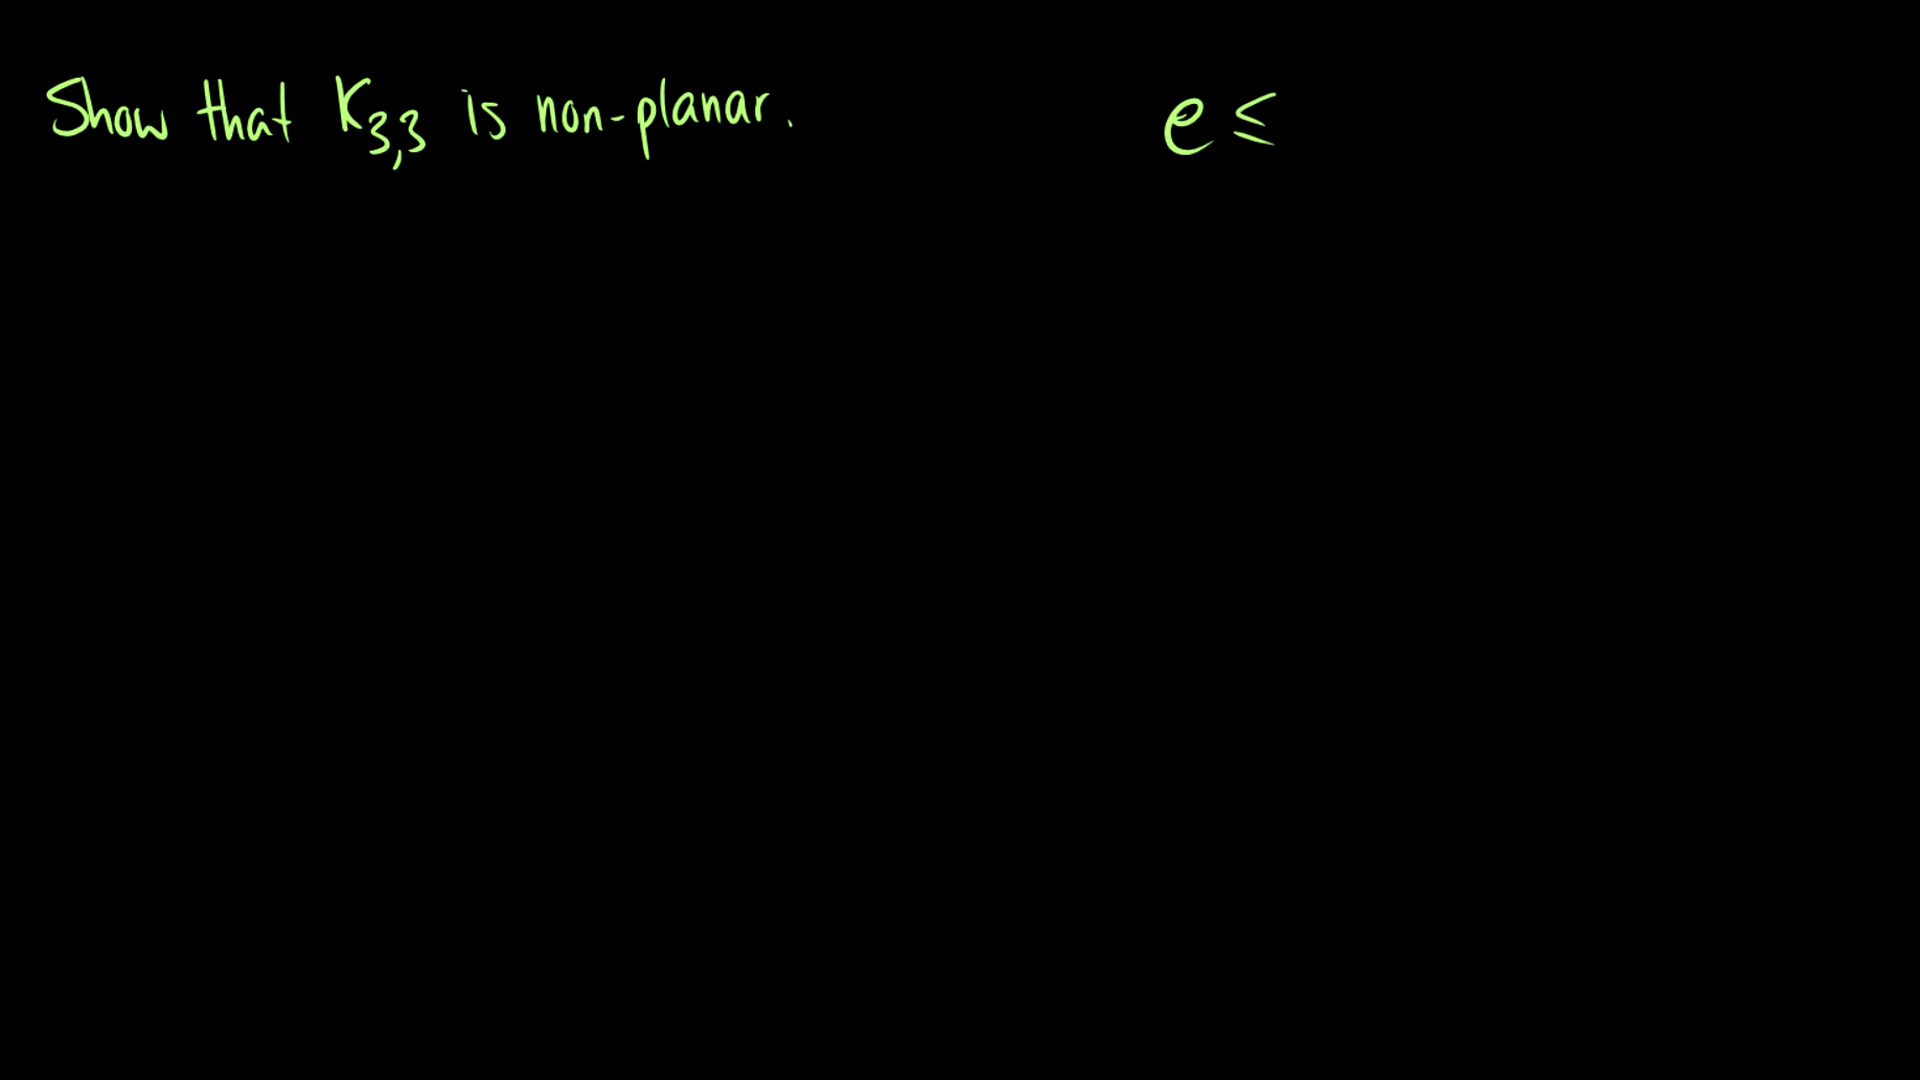 Show that K3,3 is non-planar.
e ≤